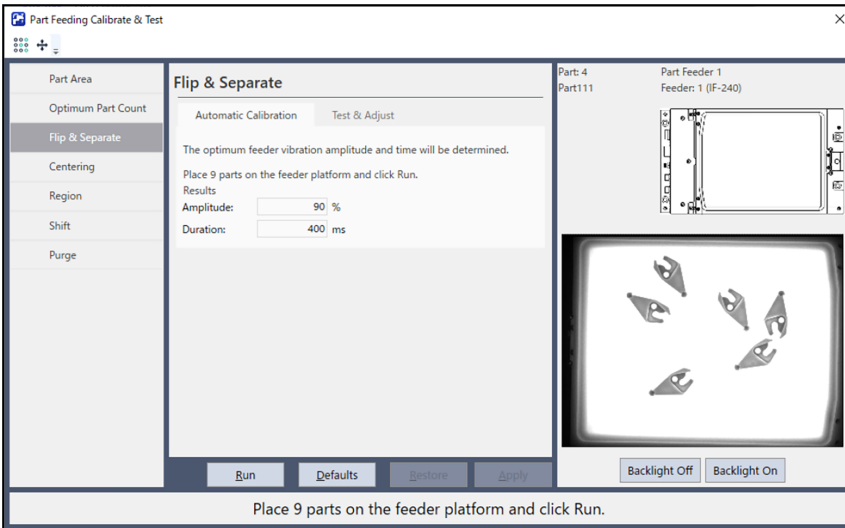 Part Feeding Calibrate & Test
Part Area
Optimum Part Count
Flip & Separate
Centering
Region
Shift
Purge
Flip & Separate
Automatic Calibration
Test & Adjust
The optimum feeder vibration amplitude and time will be determined.
Place 9 parts on the feeder platform and click Run.
Results
Amplitude: 90 %
Duration: 400 ms
Run
Defaults
Restore
Apply
Part: 4
Part Feeder 1
Part111
Feeder: 1 (IF-240)
Backlight Off
Backlight On
Place 9 parts on the feeder platform and click Run.